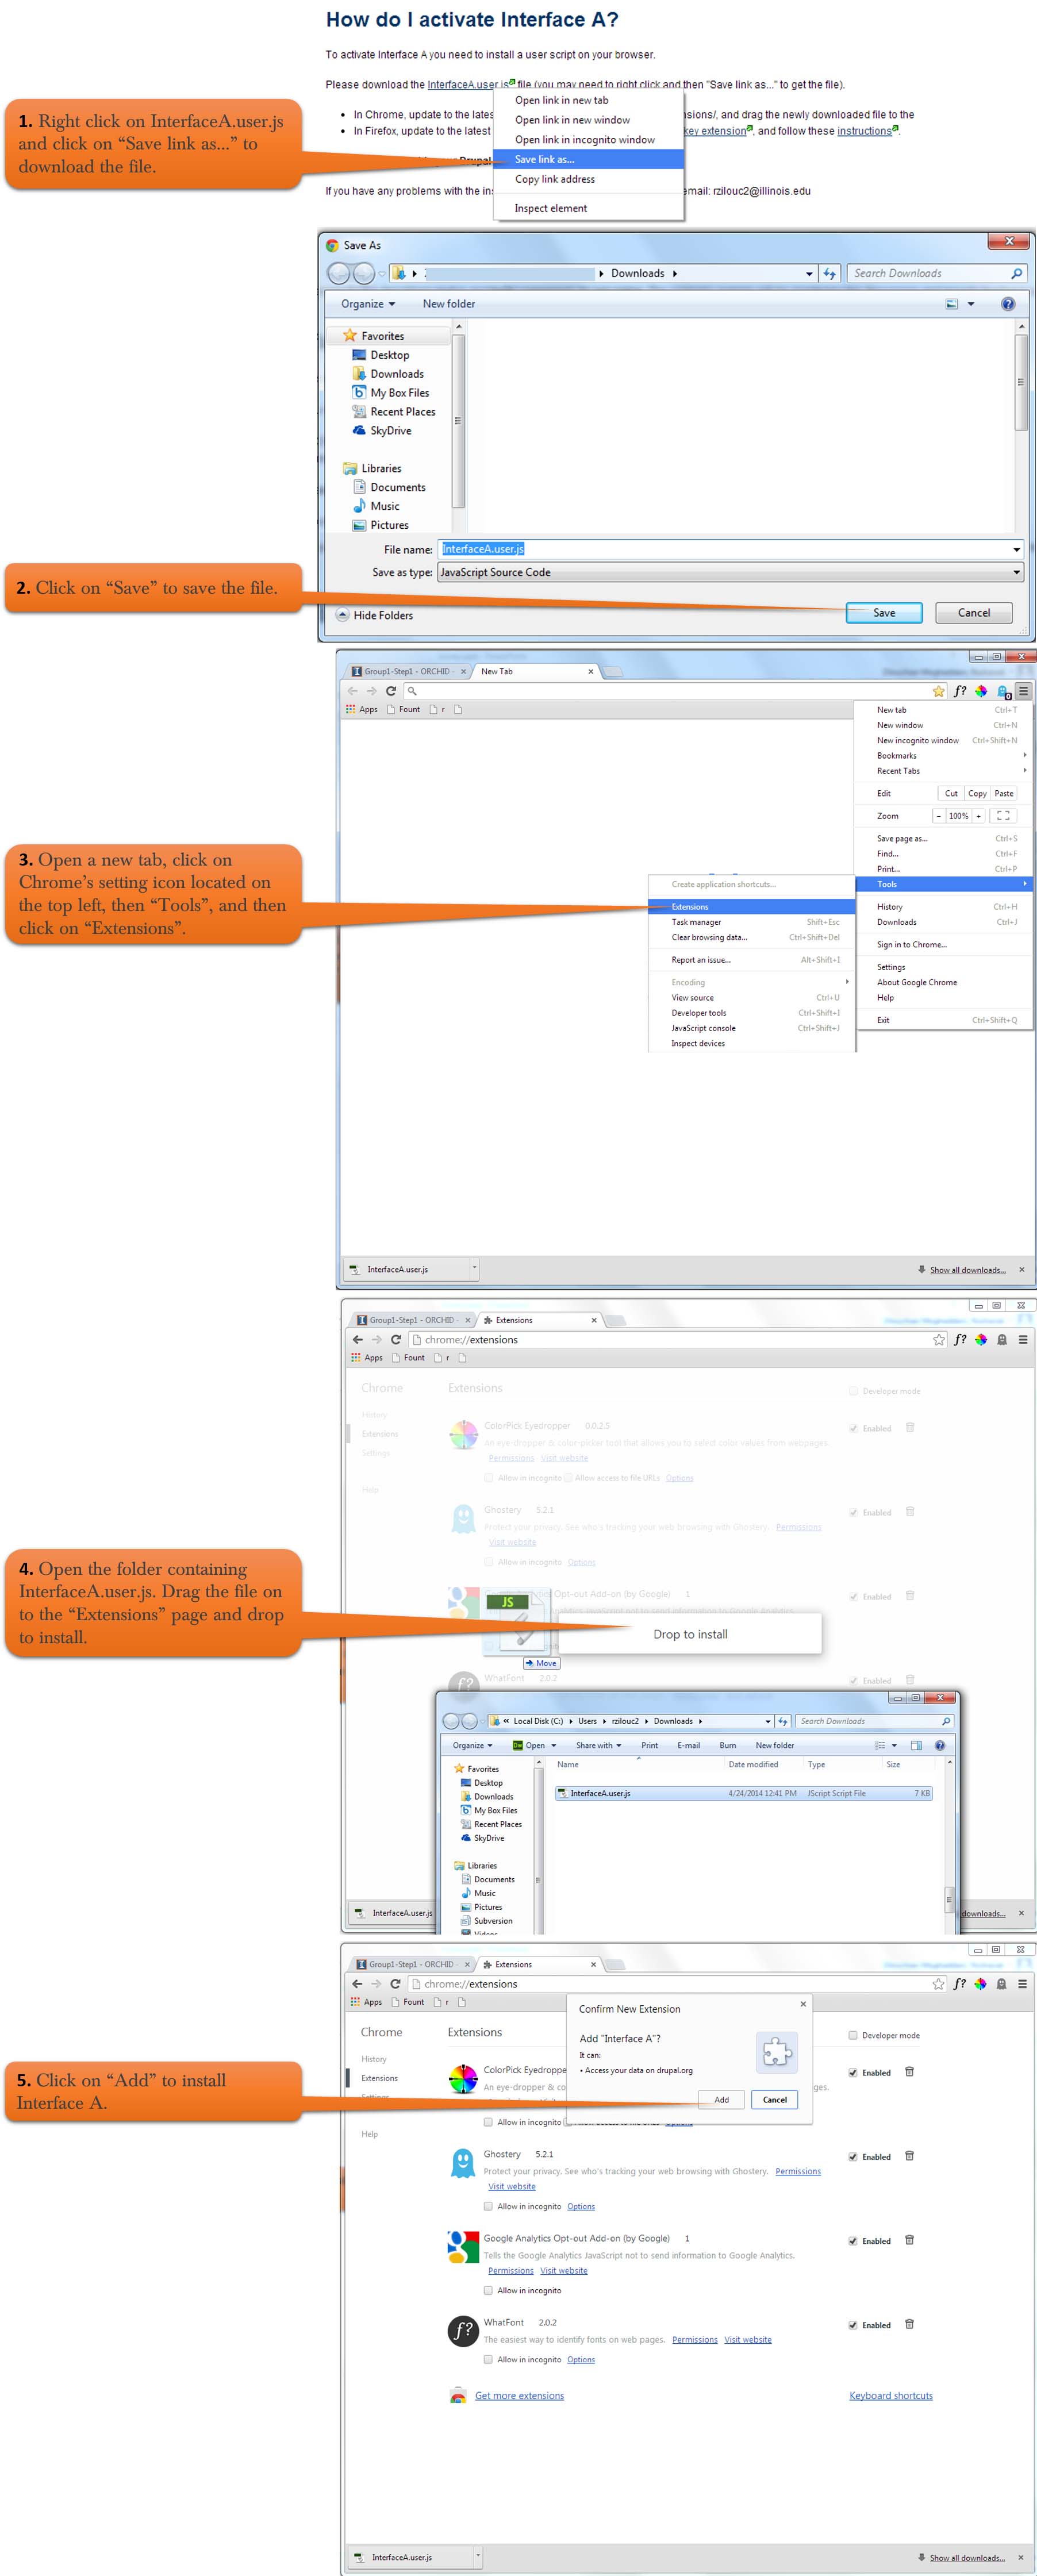 How do I activate Interface A?
To activate Interface A you need to install a user script on your browser.
Please download the InterfaceA.user.js file (you may need to right click and then "Save link as..." to get the file).
In Chrome, update to the lates
sions/, and drag the newly downloaded file to the
In Firefox, update to the latest
key extension, and follow these instructions.
If you have any problems with the ins
email: rzilouc2@illinois.edu
Open link in new tab
Open link in new window
Open link in incognito window
Save link as...
Copy link address
Inspect element
1. Right click on InterfaceA.user.js
and click on “Save link as...” to
download the file.
Save As
Downloads
Search Downloads
Organize
New folder
Favorites
Desktop
Downloads
My Box Files
Recent Places
SkyDrive
Libraries
Documents
Music
Pictures
File name: InterfaceA.user.js
Save as type: JavaScript Source Code
Hide Folders
Save
Cancel
2. Click on “Save” to save the file.
Group1-Step1 - ORCHID
New Tab
f?
Apps Fount r
New tab Ctrl+T
New window Ctrl+N
New incognito window Ctrl+Shift+N
Bookmarks
Recent Tabs
Edit Cut Copy Paste
Zoom - 100% +
Save page as... Ctrl+S
Find... Ctrl+F
Print... Ctrl+P
Tools
History Ctrl+H
Downloads Ctrl+J
Sign in to Chrome...
Settings
About Google Chrome
Help
Exit Ctrl+Shift+Q
Create application shortcuts...
Extensions
Task manager Shift+Esc
Clear browsing data... Ctrl+Shift+Del
Report an issue... Alt+Shift+I
Encoding
View source Ctrl+U
Developer tools Ctrl+Shift+I
JavaScript console Ctrl+Shift+J
Inspect devices
3. Open a new tab, click on
Chrome’s setting icon located on
the top left, then “Tools”, and then
click on “Extensions”.
InterfaceA.user.js
Show all downloads...
Group1-Step1 - ORCHID
Extensions
chrome://extensions
f?
Apps Fount r
Chrome
Extensions
Developer mode
History
Extensions
Settings
Help
ColorPick Eyedropper 0.0.2.5
Enabled
An eye-dropper & color-picker tool that allows you to select color values from webpages.
Permissions Visit website
Allow in incognito Allow access to file URLs Options
Ghostery 5.2.1
Enabled
Protect your privacy. See who's tracking your web browsing with Ghostery. Permissions
Visit website
Allow in incognito Options
Opt-out Add-on (by Google) 1
Enabled
JavaScript not to send information to Google Analytics.
JS
Drop to install
Move
WhatFont 2.0.2
Enabled
4. Open the folder containing
InterfaceA.user.js. Drag the file on
to the “Extensions” page and drop
to install.
Local Disk (C:) Users rzilouc2 Downloads
Search Downloads
Organize Open Share with Print E-mail Burn New folder
Favorites
Desktop
Downloads
My Box Files
Recent Places
SkyDrive
Libraries
Documents
Music
Pictures
Subversion
Videos
Name Date modified Type Size
InterfaceA.user.js 4/24/2014 12:41 PM JScript Script File 7 KB
InterfaceA.user.js
downloads...
Group1-Step1 - ORCHID
Extensions
chrome://extensions
f?
Apps Fount r
Chrome
Extensions
Developer mode
History
Extensions
Settings
Help
Confirm New Extension
Add "Interface A"?
It can:
• Access your data on drupal.org
Add
Cancel
ColorPick Eyedroppe
Enabled
An eye-dropper & co
ges.
Allow in incognito
5. Click on “Add” to install
Interface A.
Ghostery 5.2.1
Enabled
Protect your privacy. See who's tracking your web browsing with Ghostery. Permissions
Visit website
Allow in incognito Options
Google Analytics Opt-out Add-on (by Google) 1
Enabled
Tells the Google Analytics JavaScript not to send information to Google Analytics.
Permissions Visit website
Allow in incognito
WhatFont 2.0.2
Enabled
The easiest way to identify fonts on web pages. Permissions Visit website
Allow in incognito Options
Get more extensions
Keyboard shortcuts
InterfaceA.user.js
Show all downloads...